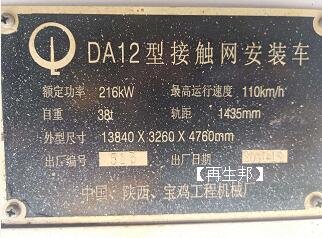 DA12型接触网安装车
额定功率 216kW 最高运行速度 110km/h
自重 38t 轨距 1435mm
外型尺寸 13840×3260×4760mm
出厂编号 出厂日期
【再生邦】
中国、陕西、宝鸡工程机械厂